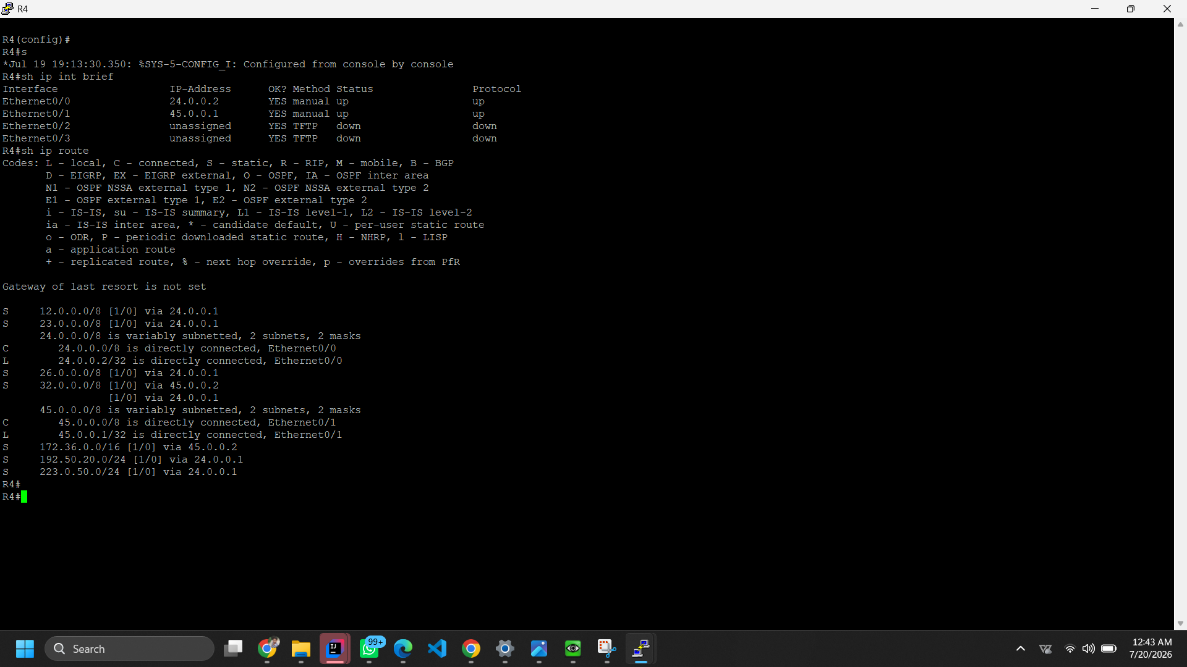 R4
R4(config)#
R4#s
*Jul 19 19:13:30.350: %SYS-5-CONFIG_I: Configured from console by console
R4#sh ip int brief
Interface                  IP-Address      OK? Method Status                Protocol
Ethernet0/0                24.0.0.2        YES manual up                    up
Ethernet0/1                45.0.0.1        YES manual up                    up
Ethernet0/2                unassigned      YES TFTP   down                  down
Ethernet0/3                unassigned      YES TFTP   down                  down
R4#sh ip route
Codes: L - local, C - connected, S - static, R - RIP, M - mobile, B - BGP
       D - EIGRP, EX - EIGRP external, O - OSPF, IA - OSPF inter area
       N1 - OSPF NSSA external type 1, N2 - OSPF NSSA external type 2
       E1 - OSPF external type 1, E2 - OSPF external type 2
       i - IS-IS, su - IS-IS summary, L1 - IS-IS level-1, L2 - IS-IS level-2
       ia - IS-IS inter area, * - candidate default, U - per-user static route
       o - ODR, P - periodic downloaded static route, H - NHRP, l - LISP
       a - application route
       + - replicated route, % - next hop override, p - overrides from PfR
Gateway of last resort is not set
S     12.0.0.0/8 [1/0] via 24.0.0.1
S     23.0.0.0/8 [1/0] via 24.0.0.1
      24.0.0.0/8 is variably subnetted, 2 subnets, 2 masks
C        24.0.0.0/8 is directly connected, Ethernet0/0
L        24.0.0.2/32 is directly connected, Ethernet0/0
S     26.0.0.0/8 [1/0] via 24.0.0.1
S     32.0.0.0/8 [1/0] via 45.0.0.2
                 [1/0] via 24.0.0.1
      45.0.0.0/8 is variably subnetted, 2 subnets, 2 masks
C        45.0.0.0/8 is directly connected, Ethernet0/1
L        45.0.0.1/32 is directly connected, Ethernet0/1
S     172.36.0.0/16 [1/0] via 45.0.0.2
S     192.50.20.0/24 [1/0] via 24.0.0.1
S     223.0.50.0/24 [1/0] via 24.0.0.1
R4#
R4#
Search
99+
12:43 AM
7/20/2026